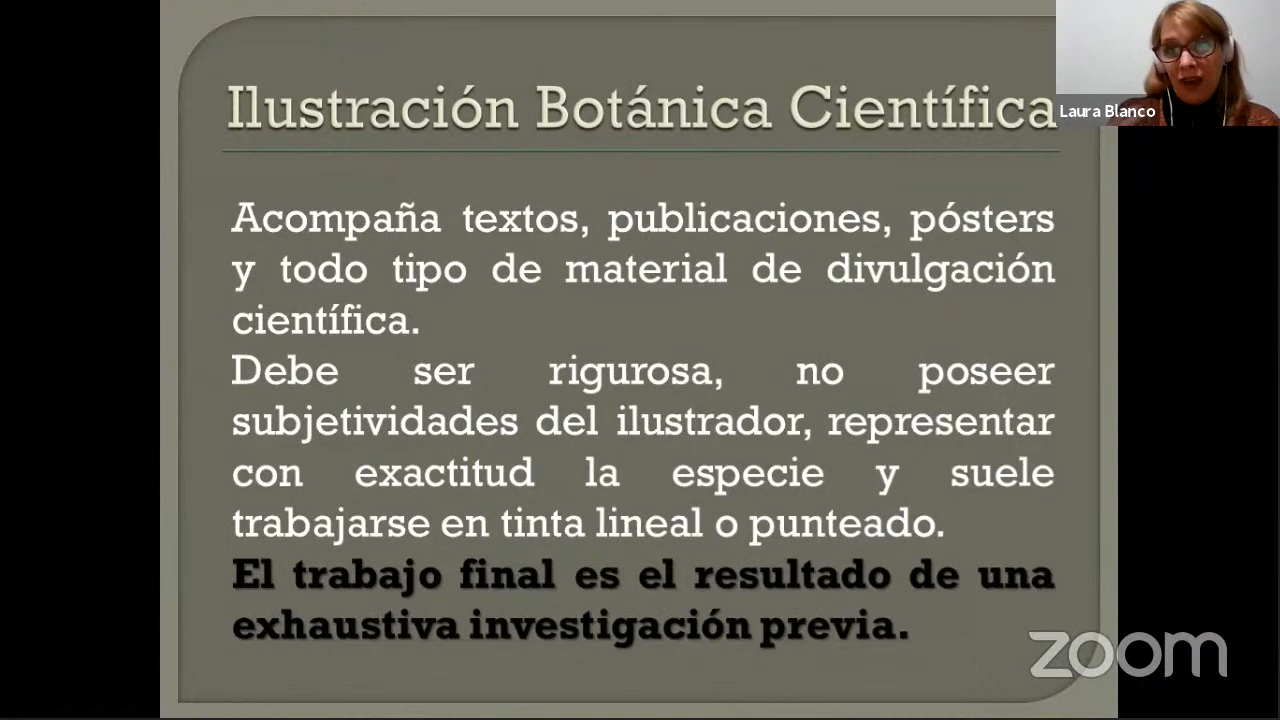 Ilustración Botánica Científica
Laura Blanco
Acompaña textos, publicaciones, pósters
y todo tipo de material de divulgación
científica.
Debe ser rigurosa, no poseer
subjetividades del ilustrador, representar
con exactitud la especie y suele
trabajarse en tinta lineal o punteado.
El trabajo final es el resultado de una
exhaustiva investigación previa.
zoom